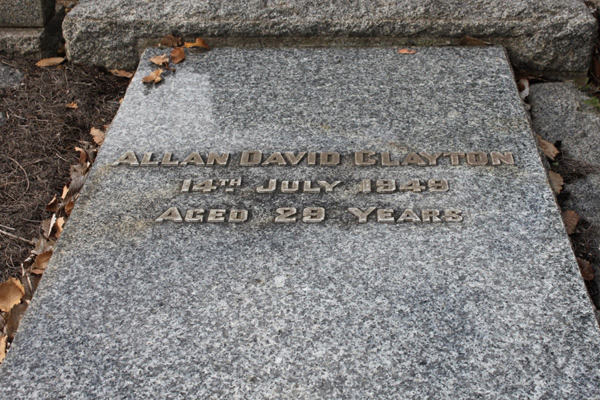 ALLAN DAVID CLAYTON
14TH JULY 1949
AGED 29 YEARS